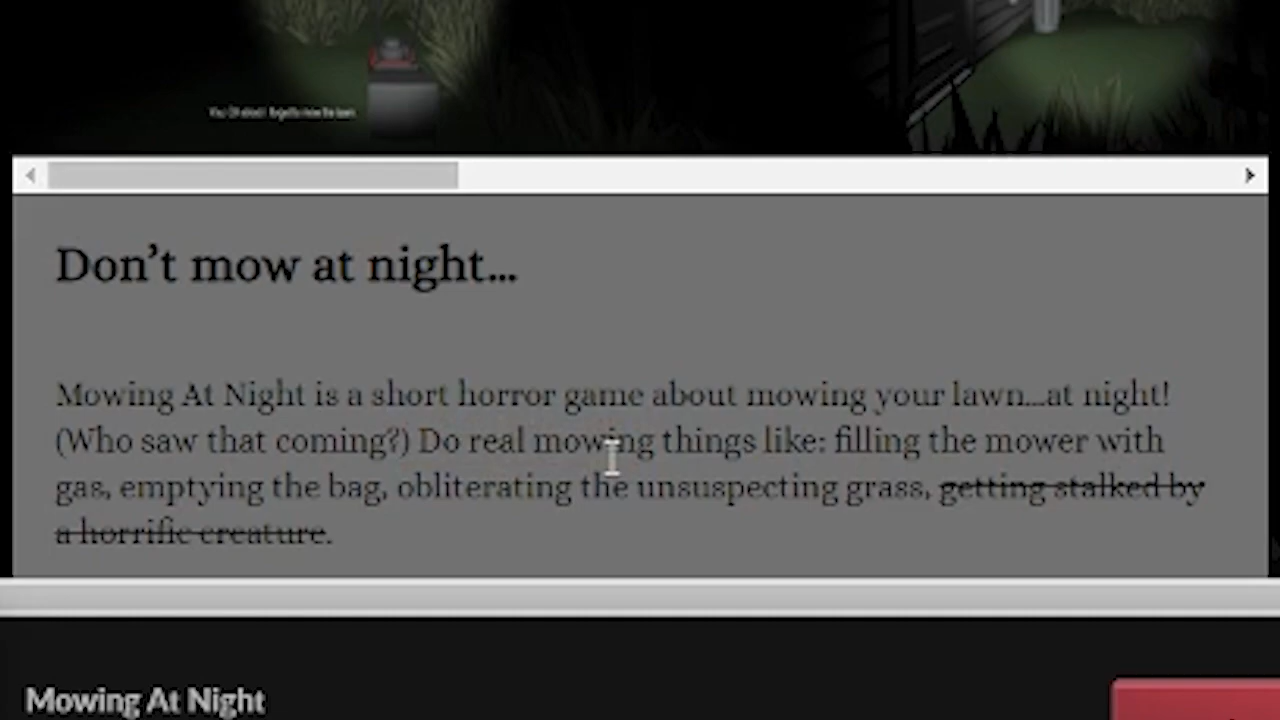 Don't mow at night...
Mowing At Night is a short horror game about mowing your lawn...at night!
(Who saw that coming?) Do real mowing things like: filling the mower with
gas, emptying the bag, obliterating the unsuspecting grass, getting stalked by
a horrific creature.
Mowing At Night